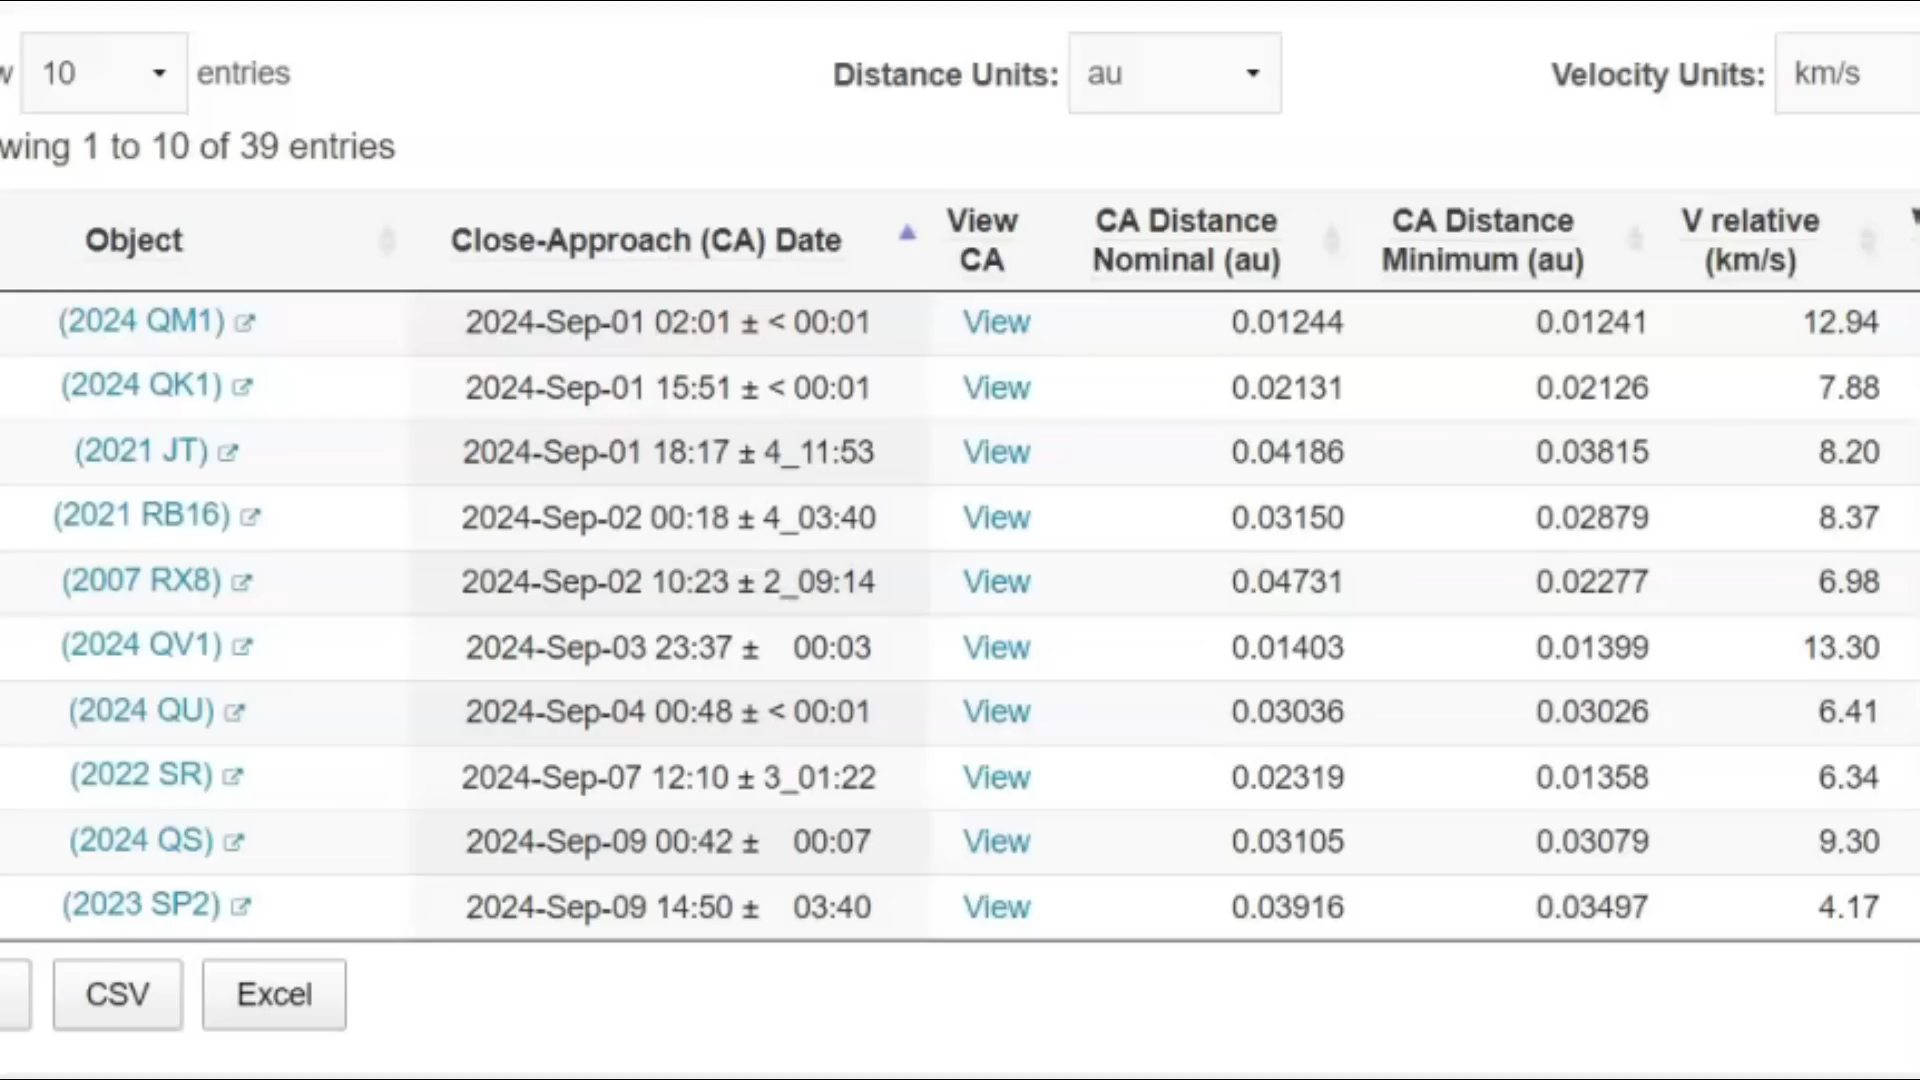 w 10 entries Distance Units: au Velocity Units: km/s
wing 1 to 10 of 39 entries
Object Close-Approach (CA) Date View CA CA Distance Nominal (au) CA Distance Minimum (au) V relative (km/s)
(2024 QM1) 2024-Sep-01 02:01 ± < 00:01 View 0.01244 0.01241 12.94
(2024 QK1) 2024-Sep-01 15:51 ± < 00:01 View 0.02131 0.02126 7.88
(2021 JT) 2024-Sep-01 18:17 ± 4_11:53 View 0.04186 0.03815 8.20
(2021 RB16) 2024-Sep-02 00:18 ± 4_03:40 View 0.03150 0.02879 8.37
(2007 RX8) 2024-Sep-02 10:23 ± 2_09:14 View 0.04731 0.02277 6.98
(2024 QV1) 2024-Sep-03 23:37 ± 00:03 View 0.01403 0.01399 13.30
(2024 QU) 2024-Sep-04 00:48 ± < 00:01 View 0.03036 0.03026 6.41
(2022 SR) 2024-Sep-07 12:10 ± 3_01:22 View 0.02319 0.01358 6.34
(2024 QS) 2024-Sep-09 00:42 ± 00:07 View 0.03105 0.03079 9.30
(2023 SP2) 2024-Sep-09 14:50 ± 03:40 View 0.03916 0.03497 4.17
CSV Excel